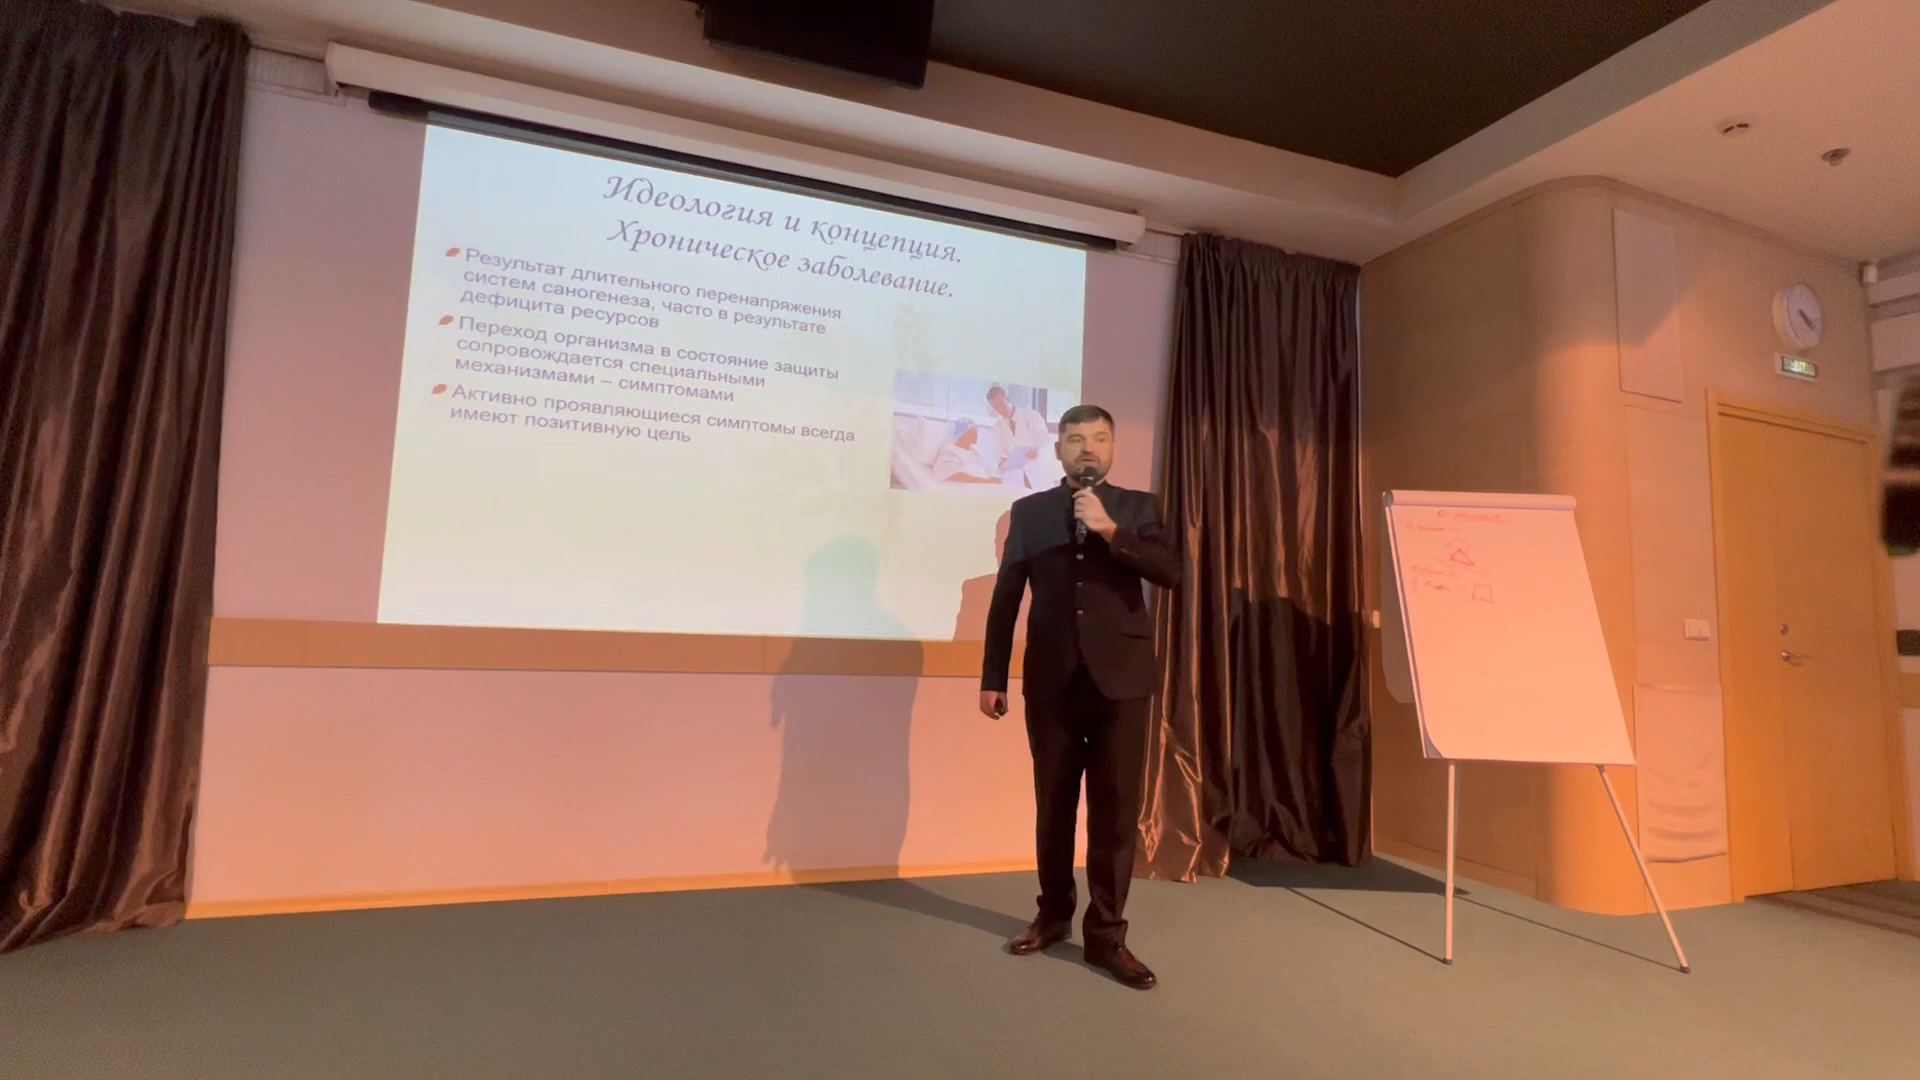 Идеология и концепция.
Хроническое заболевание.
Результат длительного перенапряжения
систем саногенеза, часто в результате
дефицита ресурсов
Переход организма в состояние защиты
сопровождается специальными
механизмами – симптомами
Активно проявляющиеся симптомы всегда
имеют позитивную цель